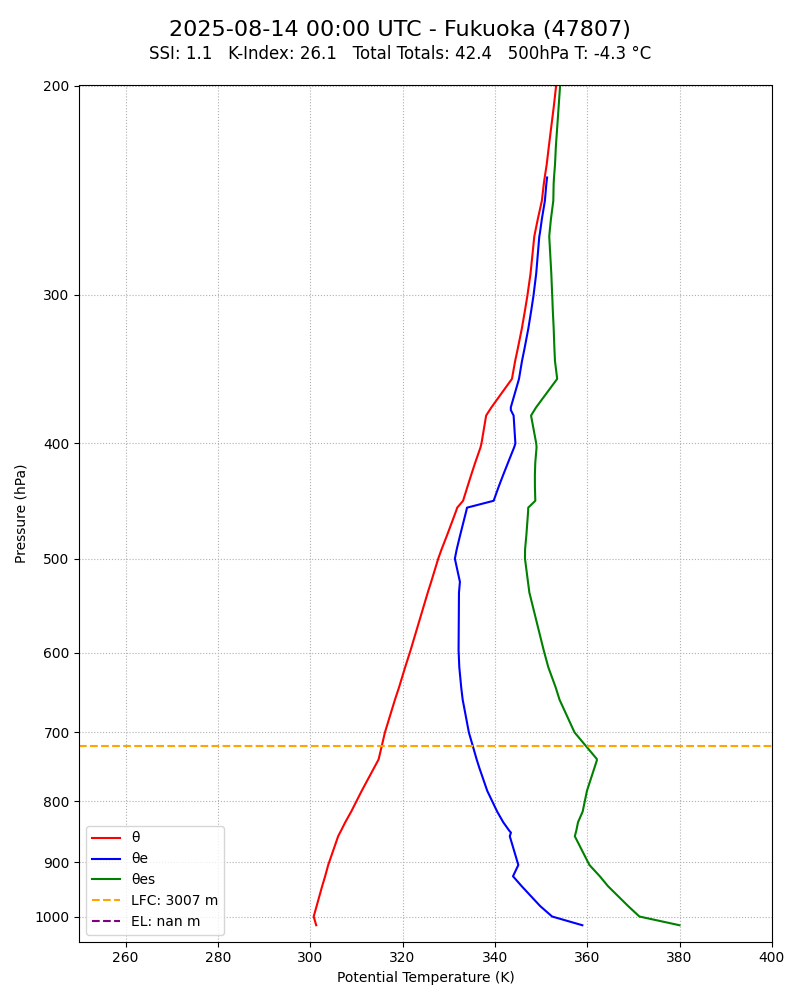 2025-08-14 00:00 UTC - Fukuoka (47807)
SSI: 1.1   K-Index: 26.1   Total Totals: 42.4   500hPa T: -4.3 °C
200
300
400
500
600
700
800
900
1000
Pressure (hPa)
θ
θe
θes
LFC: 3007 m
EL: nan m
260 280 300 320 340 360 380 400
Potential Temperature (K)